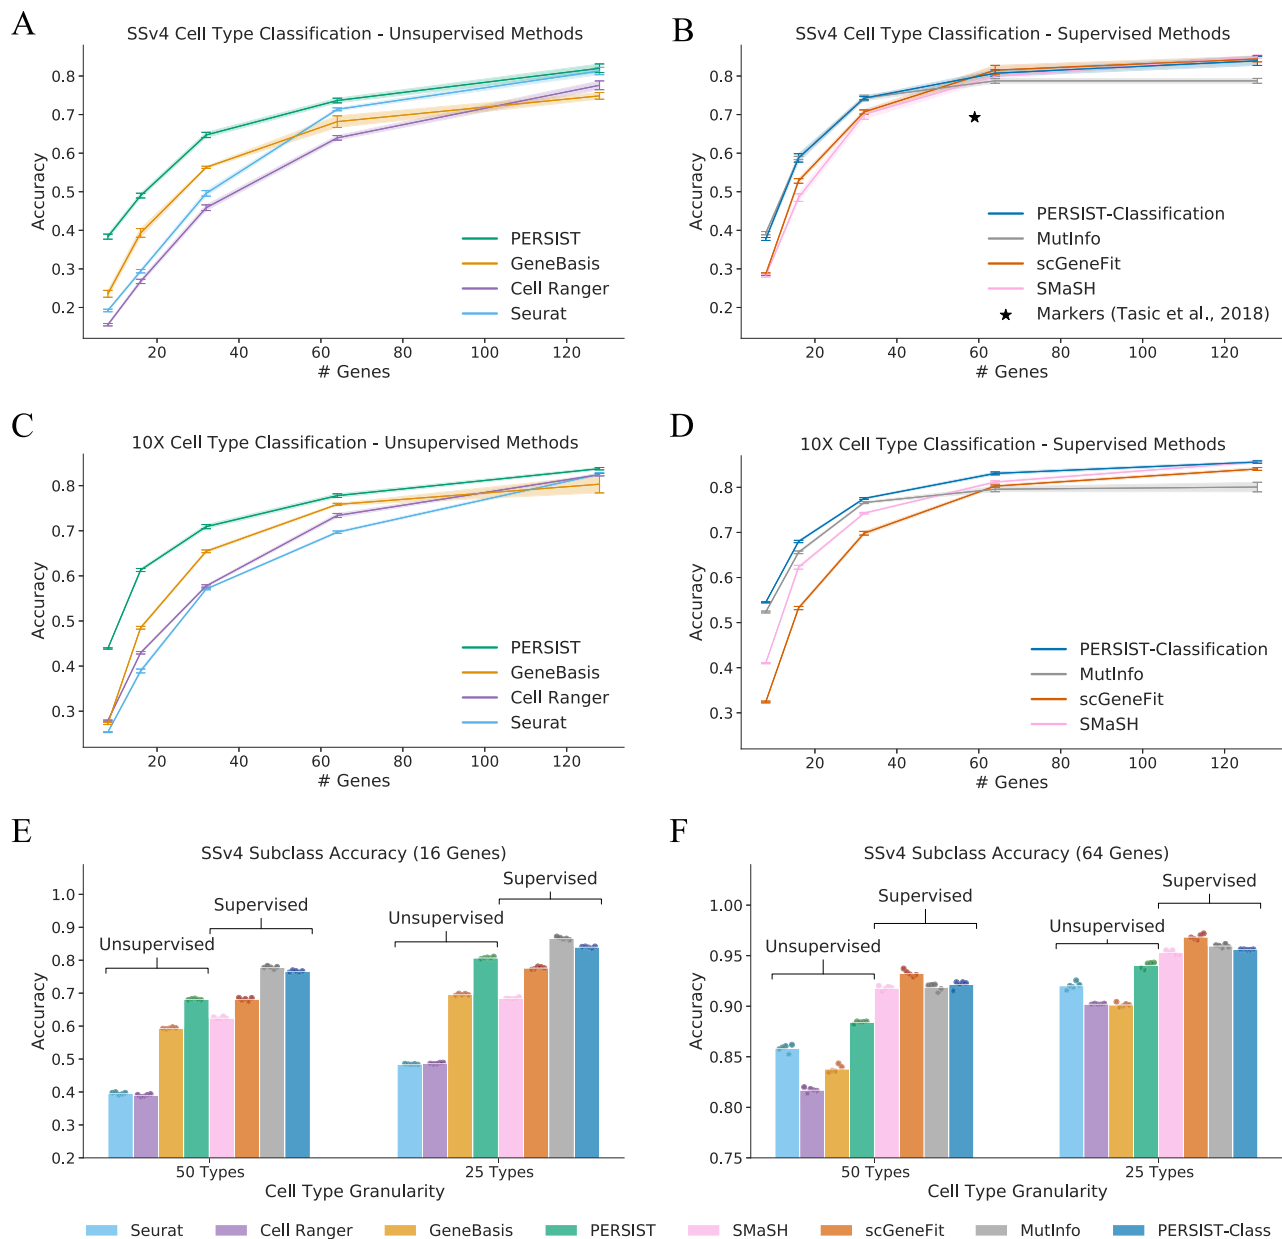 A
SSv4 Cell Type Classification - Unsupervised Methods
Accuracy
0.8
0.7
0.6
0.5
0.4
0.3
0.2
PERSIST
GeneBasis
Cell Ranger
Seurat
20 40 60 80 100 120
# Genes
B
SSv4 Cell Type Classification - Supervised Methods
Accuracy
0.8
0.7
0.6
0.5
0.4
0.3
0.2
PERSIST-Classification
MutInfo
scGeneFit
SMaSH
Markers (Tasic et al., 2018)
20 40 60 80 100 120
# Genes
C
10X Cell Type Classification - Unsupervised Methods
Accuracy
0.8
0.7
0.6
0.5
0.4
0.3
PERSIST
GeneBasis
Cell Ranger
Seurat
20 40 60 80 100 120
# Genes
D
10X Cell Type Classification - Supervised Methods
Accuracy
0.8
0.7
0.6
0.5
0.4
0.3
PERSIST-Classification
MutInfo
scGeneFit
SMaSH
20 40 60 80 100 120
# Genes
E
SSv4 Subclass Accuracy (16 Genes)
Accuracy
1.0
0.9
0.8
0.7
0.6
0.5
0.4
0.3
0.2
Unsupervised
Supervised
Unsupervised
Supervised
50 Types 25 Types
Cell Type Granularity
F
SSv4 Subclass Accuracy (64 Genes)
Accuracy
1.00
0.95
0.90
0.85
0.80
0.75
Unsupervised
Supervised
Unsupervised
Supervised
50 Types 25 Types
Cell Type Granularity
Seurat Cell Ranger GeneBasis PERSIST SMaSH scGeneFit MutInfo PERSIST-Class